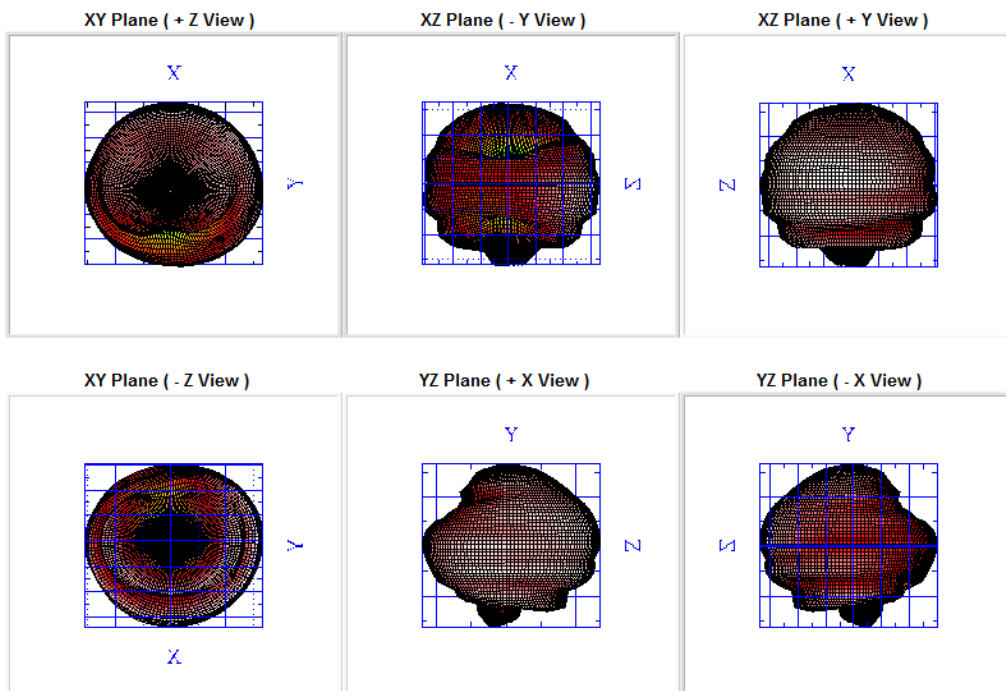 XY Plane ( + Z View )
XZ Plane ( - Y View )
XZ Plane ( + Y View )
X
Y
X
Z
X
Z
XY Plane ( - Z View )
YZ Plane ( + X View )
YZ Plane ( - X View )
Y
X
Y
Z
Y
Z